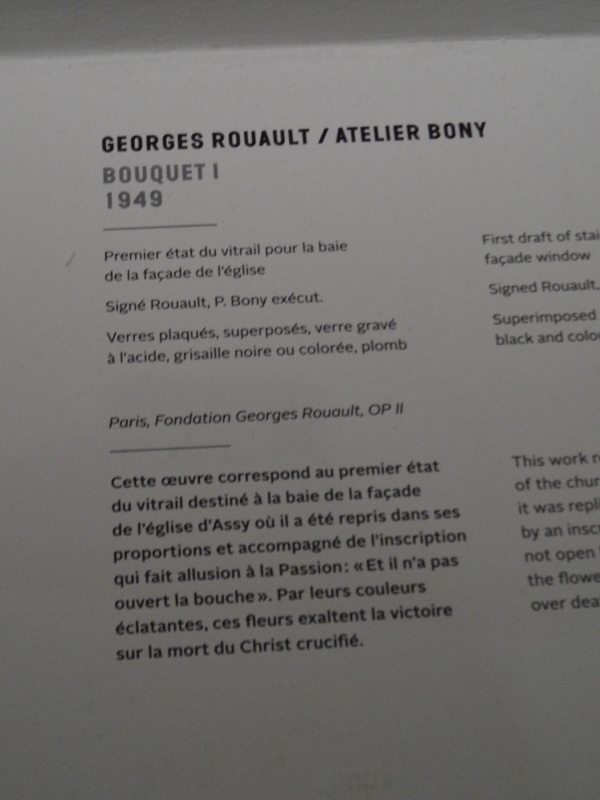 GEORGES ROUAULT / ATELIER BONY
BOUQUET I
1949
Premier état du vitrail pour la baie
de la façade de l'église
Signé Rouault, P. Bony exécut.
Verres plaqués, superposés, verre gravé
à l'acide, grisaille noire ou colorée, plomb
Paris, Fondation Georges Rouault, OP II
Cette œuvre correspond au premier état
du vitrail destiné à la baie de la façade
de l'église d'Assy où il a été repris dans ses
proportions et accompagné de l'inscription
qui fait allusion à la Passion: «Et il n'a pas
ouvert la bouche». Par leurs couleurs
éclatantes, ces fleurs exaltent la victoire
sur la mort du Christ crucifié.
First draft of
façade window
Signed Rouault,
Superimposed
black and
This work
of the
it was
by an
not open
the
over